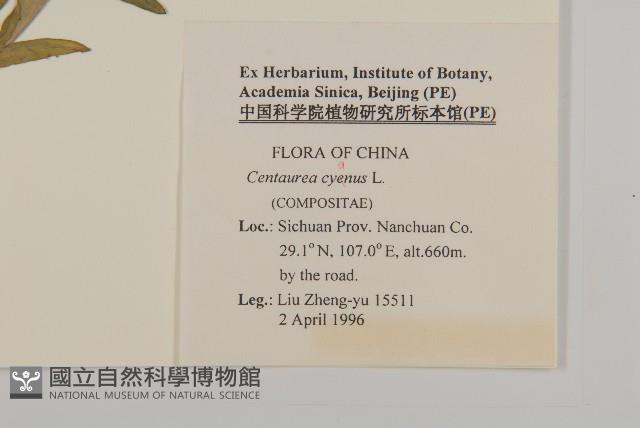 Ex Herbarium, Institute of Botany,
Academia Sinica, Beijing (PE)
中国科学院植物研究所标本馆(PE)
FLORA OF CHINA
a
Centaurea cyenus L.
(COMPOSITAE)
Loc.: Sichuan Prov. Nanchuan Co.
29.1°N, 107.0°E, alt.660m.
by the road.
Leg.: Liu Zheng-yu 15511
2 April 1996
國立自然科學博物館
NATIONAL MUSEUM OF NATURAL SCIENCE